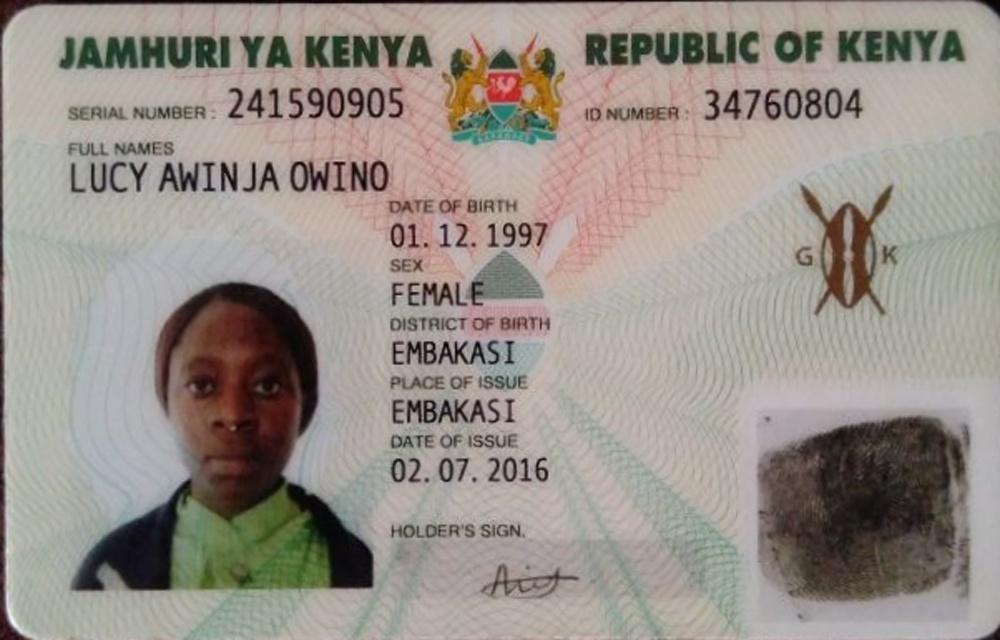 JAMHURI YA KENYA REPUBLIC OF KENYA
SERIAL NUMBER : 241590905 ID NUMBER : 34760804
FULL NAMES
LUCY AWINJA OWINO
DATE OF BIRTH
01. 12. 1997
SEX
FEMALE
DISTRICT OF BIRTH
EMBAKASI
PLACE OF ISSUE
EMBAKASI
DATE OF ISSUE
02. 07. 2016
HOLDER'S SIGN.
G K